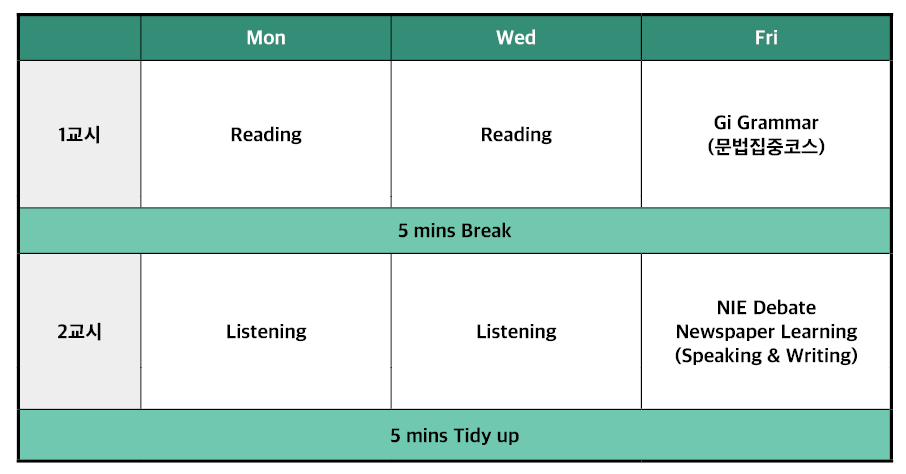 Mon Wed Fri
1교시 Reading Reading Gi Grammar
(문법집중코스)
5 mins Break
2교시 Listening Listening NIE Debate
Newspaper Learning
(Speaking & Writing)
5 mins Tidy up